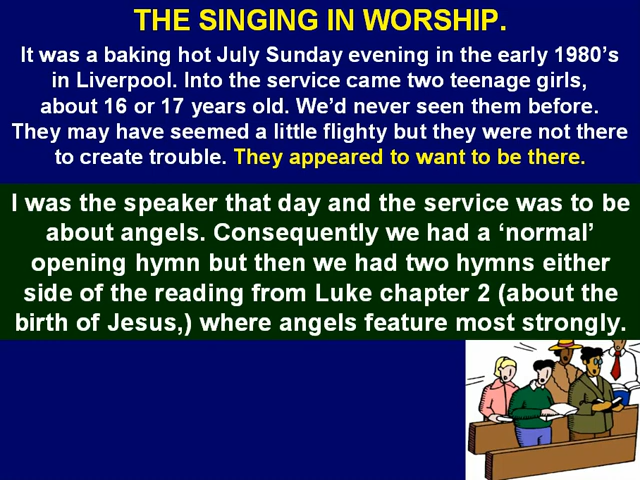 THE SINGING IN WORSHIP.
It was a baking hot July Sunday evening in the early 1980’s
in Liverpool. Into the service came two teenage girls,
about 16 or 17 years old. We’d never seen them before.
They may have seemed a little flighty but they were not there
to create trouble. They appeared to want to be there.
I was the speaker that day and the service was to be
about angels. Consequently we had a ‘normal’
opening hymn but then we had two hymns either
side of the reading from Luke chapter 2 (about the
birth of Jesus,) where angels feature most strongly.